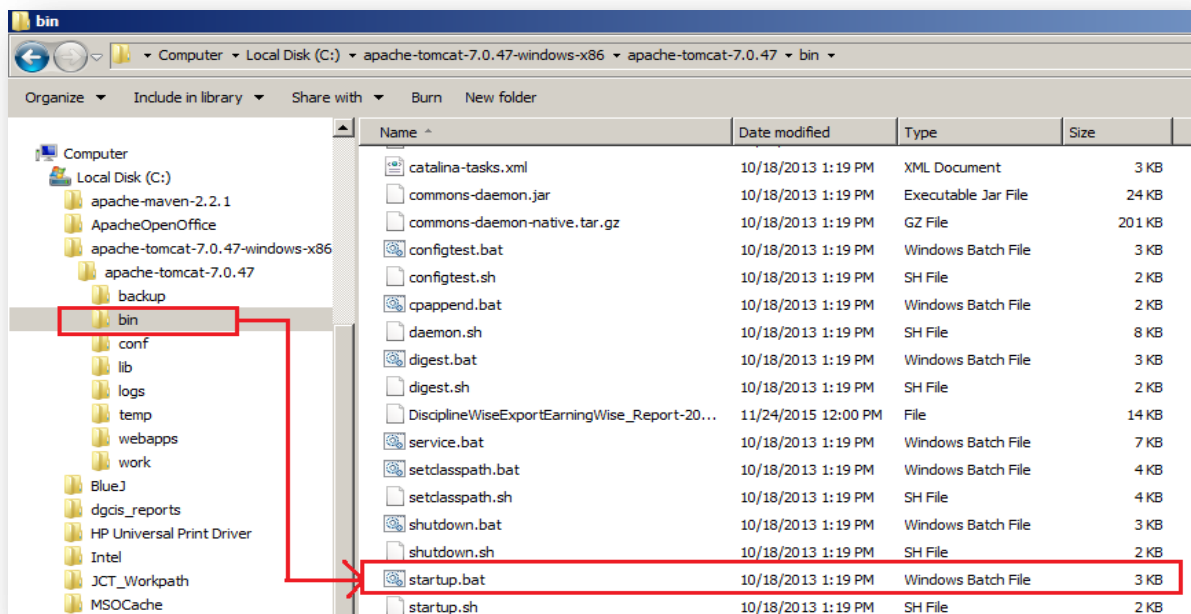 bin
Computer Local Disk (C:) apache-tomcat-7.0.47-windows-x86 apache-tomcat-7.0.47 bin
Organize Include in library Share with Burn New folder
Computer
Local Disk (C:)
apache-maven-2.2.1
ApacheOpenOffice
apache-tomcat-7.0.47-windows-x86
apache-tomcat-7.0.47
backup
bin
conf
lib
logs
temp
webapps
work
BlueJ
dgcis_reports
HP Universal Print Driver
Intel
JCT_Workpath
MSOCache
Name Date modified Type Size
catalina-tasks.xml 10/18/2013 1:19 PM XML Document 3 KB
commons-daemon.jar 10/18/2013 1:19 PM Executable Jar File 24 KB
commons-daemon-native.tar.gz 10/18/2013 1:19 PM GZ File 201 KB
configtest.bat 10/18/2013 1:19 PM Windows Batch File 3 KB
configtest.sh 10/18/2013 1:19 PM SH File 2 KB
cpappend.bat 10/18/2013 1:19 PM Windows Batch File 2 KB
daemon.sh 10/18/2013 1:19 PM SH File 8 KB
digest.bat 10/18/2013 1:19 PM Windows Batch File 3 KB
digest.sh 10/18/2013 1:19 PM SH File 2 KB
DisciplineWiseExportEarningWise_Report-20... 11/24/2015 12:00 PM File 14 KB
service.bat 10/18/2013 1:19 PM Windows Batch File 7 KB
setclasspath.bat 10/18/2013 1:19 PM Windows Batch File 4 KB
setclasspath.sh 10/18/2013 1:19 PM SH File 4 KB
shutdown.bat 10/18/2013 1:19 PM Windows Batch File 3 KB
shutdown.sh 10/18/2013 1:19 PM SH File 2 KB
startup.bat 10/18/2013 1:19 PM Windows Batch File 3 KB
startup.sh 10/18/2013 1:19 PM SH File 2 KB